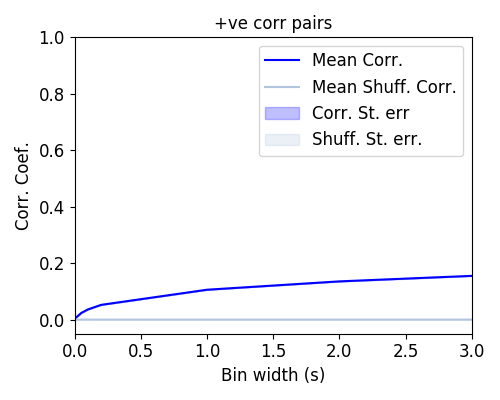 +ve corr pairs
1.0
0.8
0.6
0.4
0.2
0.0
Corr. Coef.
Mean Corr.
Mean Shuff. Corr.
Corr. St. err
Shuff. St. err.
0.0 0.5 1.0 1.5 2.0 2.5 3.0
Bin width (s)